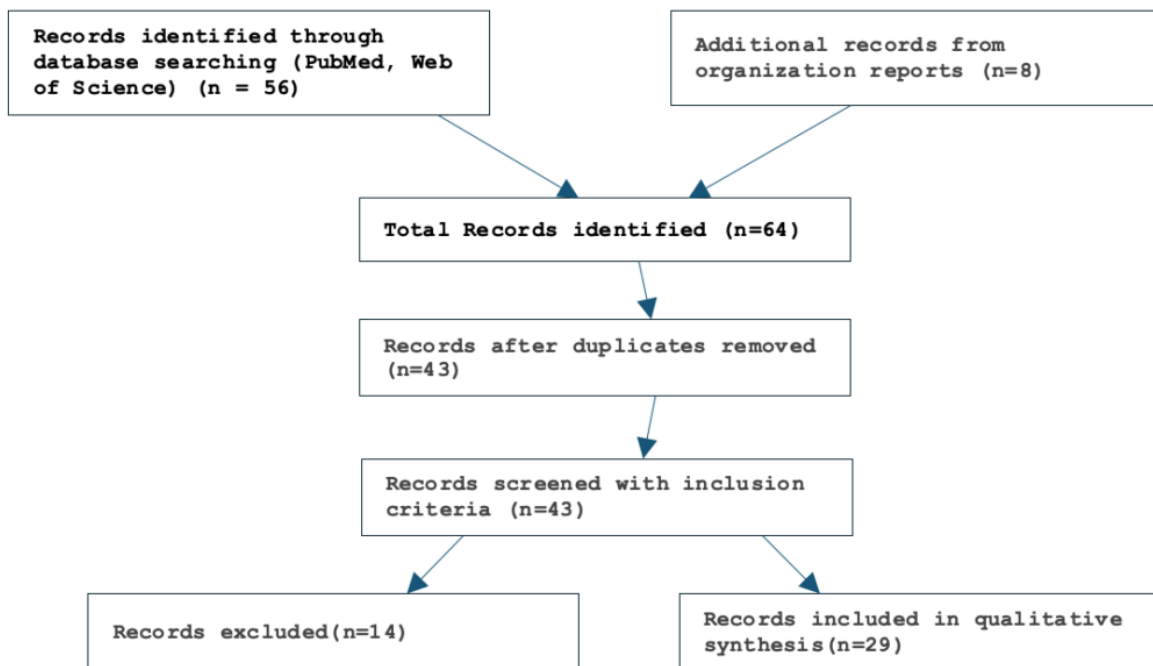 Records identified through
database searching (PubMed, Web
of Science) (n = 56)
Additional records from
organization reports (n=8)
Total Records identified (n=64)
Records after duplicates removed
(n=43)
Records screened with inclusion
criteria (n=43)
Records excluded(n=14)
Records included in qualitative
synthesis(n=29)